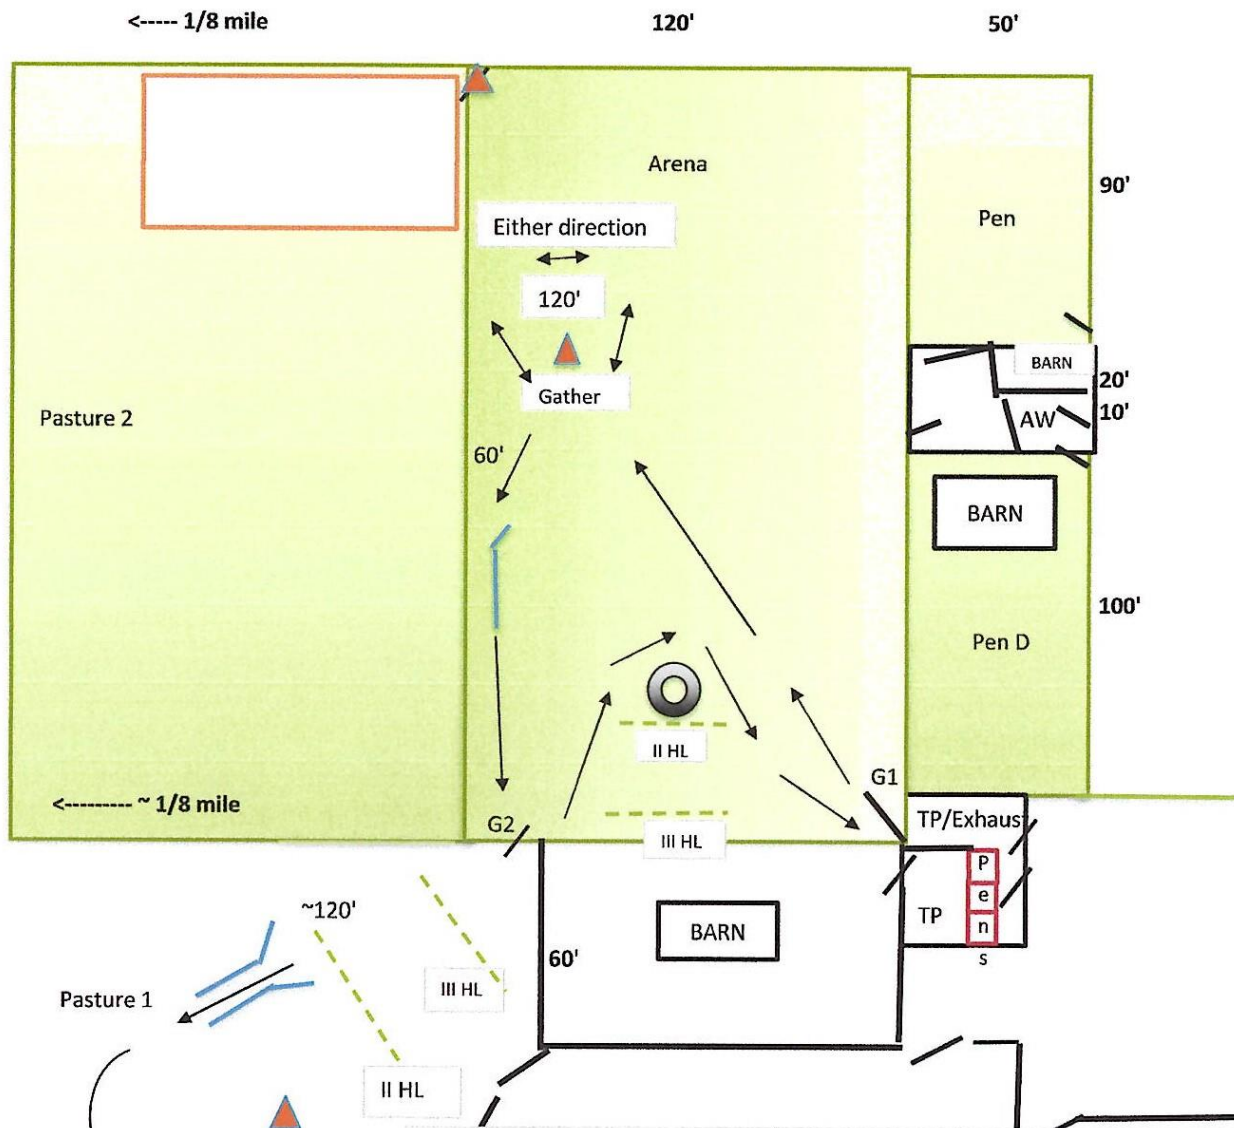 <----- 1/8 mile
120'
50'
Arena
90'
Pen
Either direction
120'
BARN
20'
Gather
10'
AW
Pasture 2
60'
BARN
100'
Pen D
II HL
G1
<--------- ~ 1/8 mile
TP/Exhaust
G2
III HL
P
e
n
s
~120'
TP
BARN
60'
III HL
Pasture 1
II HL